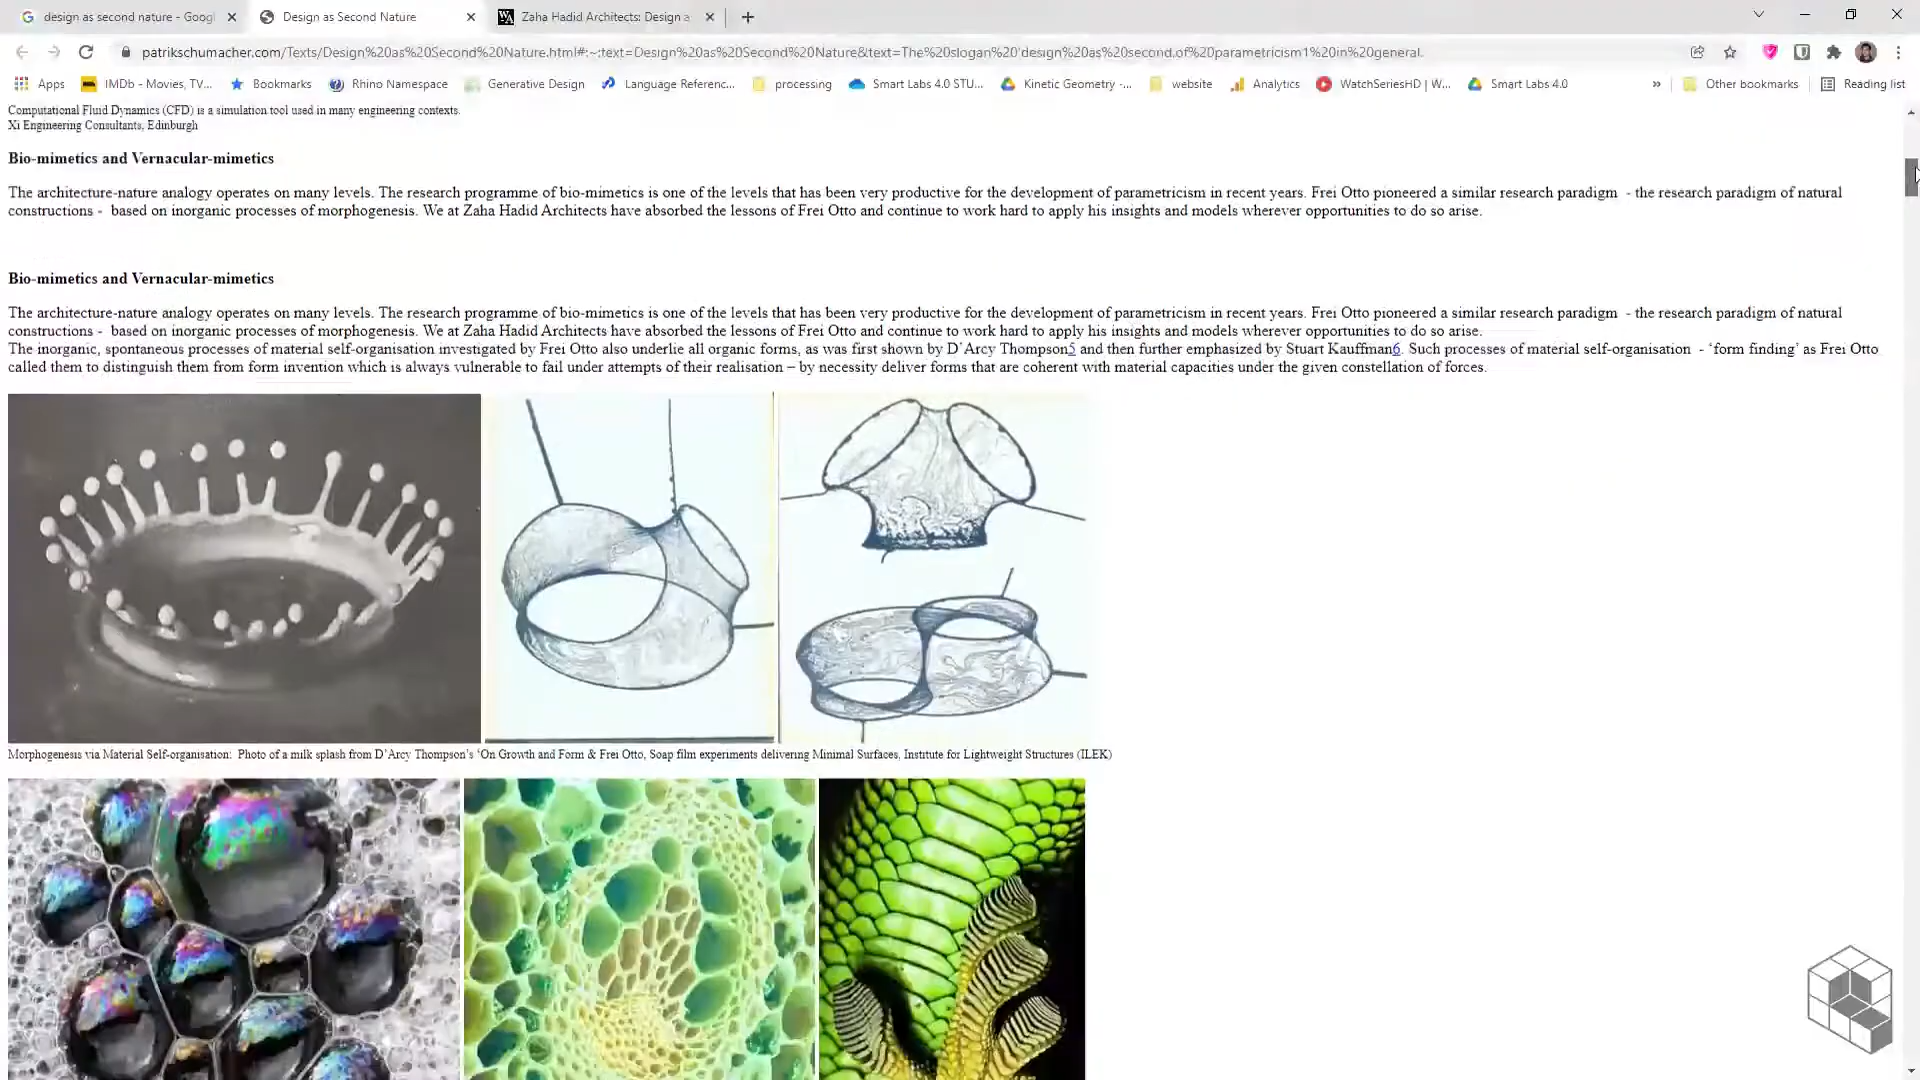 design as second nature - Googl
Design as Second Nature
Zaha Hadid Architects: Design a
patrikschumacher.com/Texts/Design%20as%20Second%20Nature.html#:~:text=Design%20as%20Second%20Nature&text=The%20slogan%20'design%20as%20second,of%20parametricism1%20in%20general.
Apps
IMDb - Movies, TV...
Bookmarks
Rhino Namespace
Generative Design
Language Referenc...
processing
Smart Labs 4.0 STU...
Kinetic Geometry -...
website
Analytics
WatchSeriesHD | W...
Smart Labs 4.0
»
Other bookmarks
Reading list
Computational Fluid Dynamics (CFD) is a simulation tool used in many engineering contexts.
Xi Engineering Consultants, Edinburgh
Bio-mimetics and Vernacular-mimetics
The architecture-nature analogy operates on many levels. The research programme of bio-mimetics is one of the levels that has been very productive for the development of parametricism in recent years. Frei Otto pioneered a similar research paradigm - the research paradigm of natural
constructions - based on inorganic processes of morphogenesis. We at Zaha Hadid Architects have absorbed the lessons of Frei Otto and continue to work hard to apply his insights and models wherever opportunities to do so arise.
Bio-mimetics and Vernacular-mimetics
The architecture-nature analogy operates on many levels. The research programme of bio-mimetics is one of the levels that has been very productive for the development of parametricism in recent years. Frei Otto pioneered a similar research paradigm - the research paradigm of natural
constructions - based on inorganic processes of morphogenesis. We at Zaha Hadid Architects have absorbed the lessons of Frei Otto and continue to work hard to apply his insights and models wherever opportunities to do so arise.
The inorganic, spontaneous processes of material self-organisation investigated by Frei Otto also underlie all organic forms, as was first shown by D'Arcy Thompson5 and then further emphasized by Stuart Kauffman6. Such processes of material self-organisation - 'form finding' as Frei Otto
called them to distinguish them from form invention which is always vulnerable to fail under attempts of their realisation – by necessity deliver forms that are coherent with material capacities under the given constellation of forces.
Morphogenesis via Material Self-organisation: Photo of a milk splash from D'Arcy Thompson's 'On Growth and Form & Frei Otto, Soap film experiments delivering Minimal Surfaces, Institute for Lightweight Structures (ILEK)